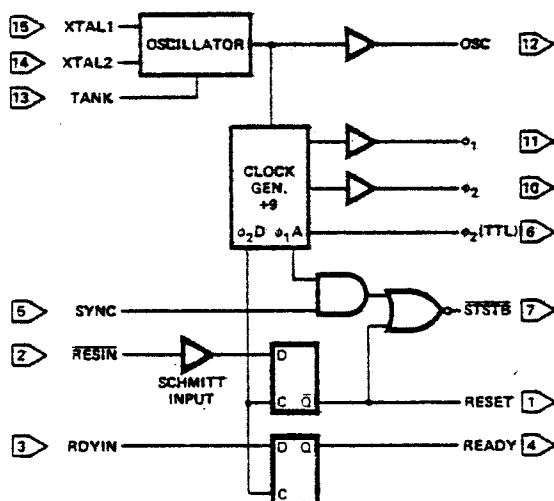 15 XTAL1
14 XTAL2
13 TANK
OSCILLATOR
OSC 12
CLOCK
GEN.
÷9
ϕ2D ϕ1A
ϕ1 11
ϕ2 10
ϕ2(TTL) 6
5 SYNC
STSTB 7
2 RESIN
SCHMITT
INPUT
D
C Q
RESET 1
3 RDYIN
D Q
C
READY 4